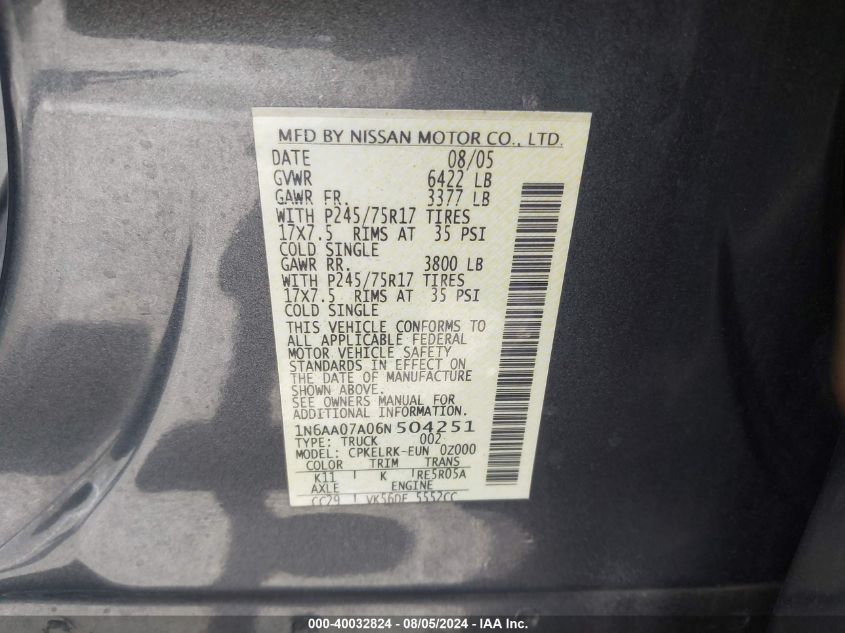 MFD BY NISSAN MOTOR CO., LTD.
DATE 08/05
GVWR 6422 LB
GAWR FR. 3377 LB
WITH P245/75R17 TIRES
17X7.5 RIMS AT 35 PSI
COLD SINGLE
GAWR RR. 3800 LB
WITH P245/75R17 TIRES
17X7.5 RIMS AT 35 PSI
COLD SINGLE
THIS VEHICLE CONFORMS TO
ALL APPLICABLE FEDERAL
MOTOR VEHICLE SAFETY
STANDARDS IN EFFECT ON
THE DATE OF MANUFACTURE
SHOWN ABOVE.
SEE OWNERS MANUAL FOR
ADDITIONAL INFORMATION.
1N6AA07A06N504251
TYPE: TRUCK 002
MODEL: CPKELRK-EUN 0Z000
COLOR TRIM TRANS
K11 K RE5R05A
AXLE ENGINE
CC29 VK56DE 5552CC
000-40032824 - 08/05/2024 - IAA Inc.